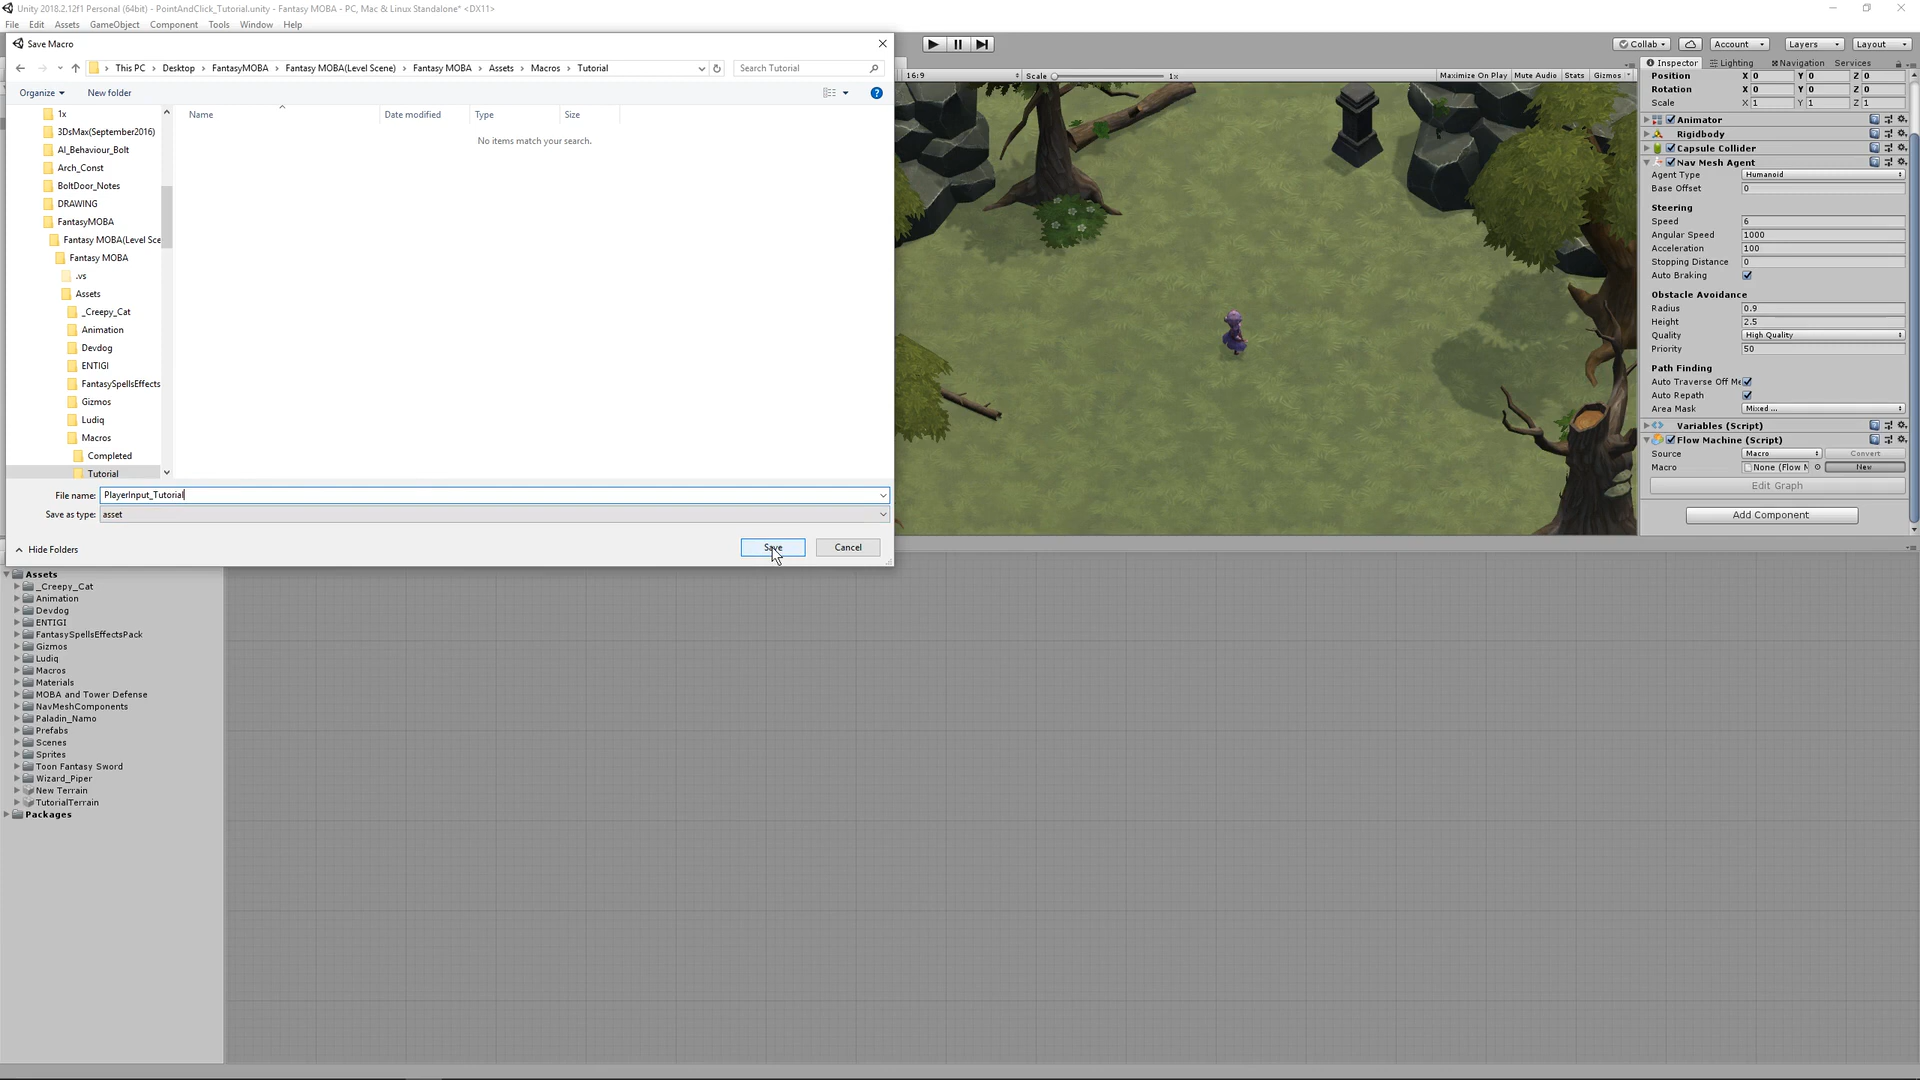 Unity 2018.2.12f1 Personal (64bit) - PointAndClick_Tutorial.unity - Fantasy MOBA - PC, Mac & Linux Standalone* <DX11>
File Edit Assets GameObject Component Tools Window Help
Save Macro
Collab Account Layers Layout
This PC > Desktop > FantasyMOBA > Fantasy MOBA(Level Scene) > Fantasy MOBA > Assets > Macros > Tutorial
Search Tutorial
16:9 Scale 1x Maximize On Play Mute Audio Stats Gizmos
Organize New folder
Name Date modified Type Size
No items match your search.
1x
3DsMax(September2016)
AI_Behaviour_Bolt
Arch_Const
BoltDoor_Notes
DRAWING
FantasyMOBA
Fantasy MOBA(Level Sce
Fantasy MOBA
.vs
Assets
_Creepy_Cat
Animation
Devdog
ENTIGI
FantasySpellsEffects
Gizmos
Ludiq
Macros
Completed
Tutorial
File name: PlayerInput_Tutorial
Save as type: asset
Hide Folders
Save Cancel
Inspector Lighting Navigation Services
Position X 0 Y 0 Z 0
Rotation X 0 Y 0 Z 0
Scale X 1 Y 1 Z 1
Animator
Rigidbody
Capsule Collider
Nav Mesh Agent
Agent Type Humanoid
Base Offset 0
Steering
Speed 6
Angular Speed 1000
Acceleration 100
Stopping Distance 0
Auto Braking
Obstacle Avoidance
Radius 0.9
Height 2.5
Quality High Quality
Priority 50
Path Finding
Auto Traverse Off Me
Auto Repath
Area Mask Mixed ...
Variables (Script)
Flow Machine (Script)
Source Macro Convert
Macro None (Flow M New
Edit Graph
Add Component
Assets
_Creepy_Cat
Animation
Devdog
ENTIGI
FantasySpellsEffectsPack
Gizmos
Ludiq
Macros
Materials
MOBA and Tower Defense
NavMeshComponents
Paladin_Namo
Prefabs
Scenes
Sprites
Toon Fantasy Sword
Wizard_Piper
New Terrain
TutorialTerrain
Packages